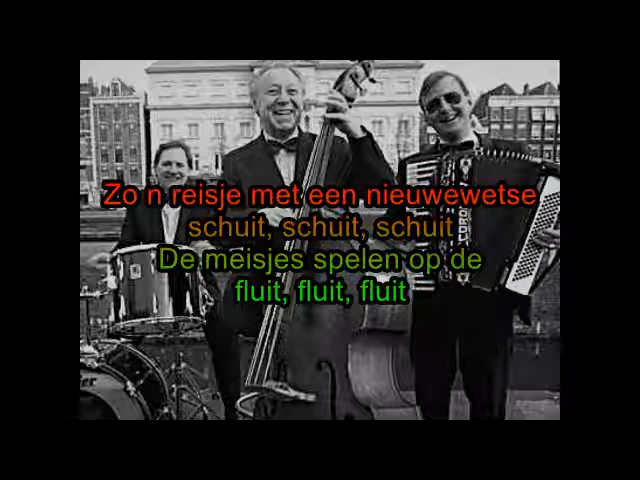 Zo n reisje met een nieuwewetse
schuit, schuit, schuit
De meisjes spelen op de
fluit, fluit, fluit